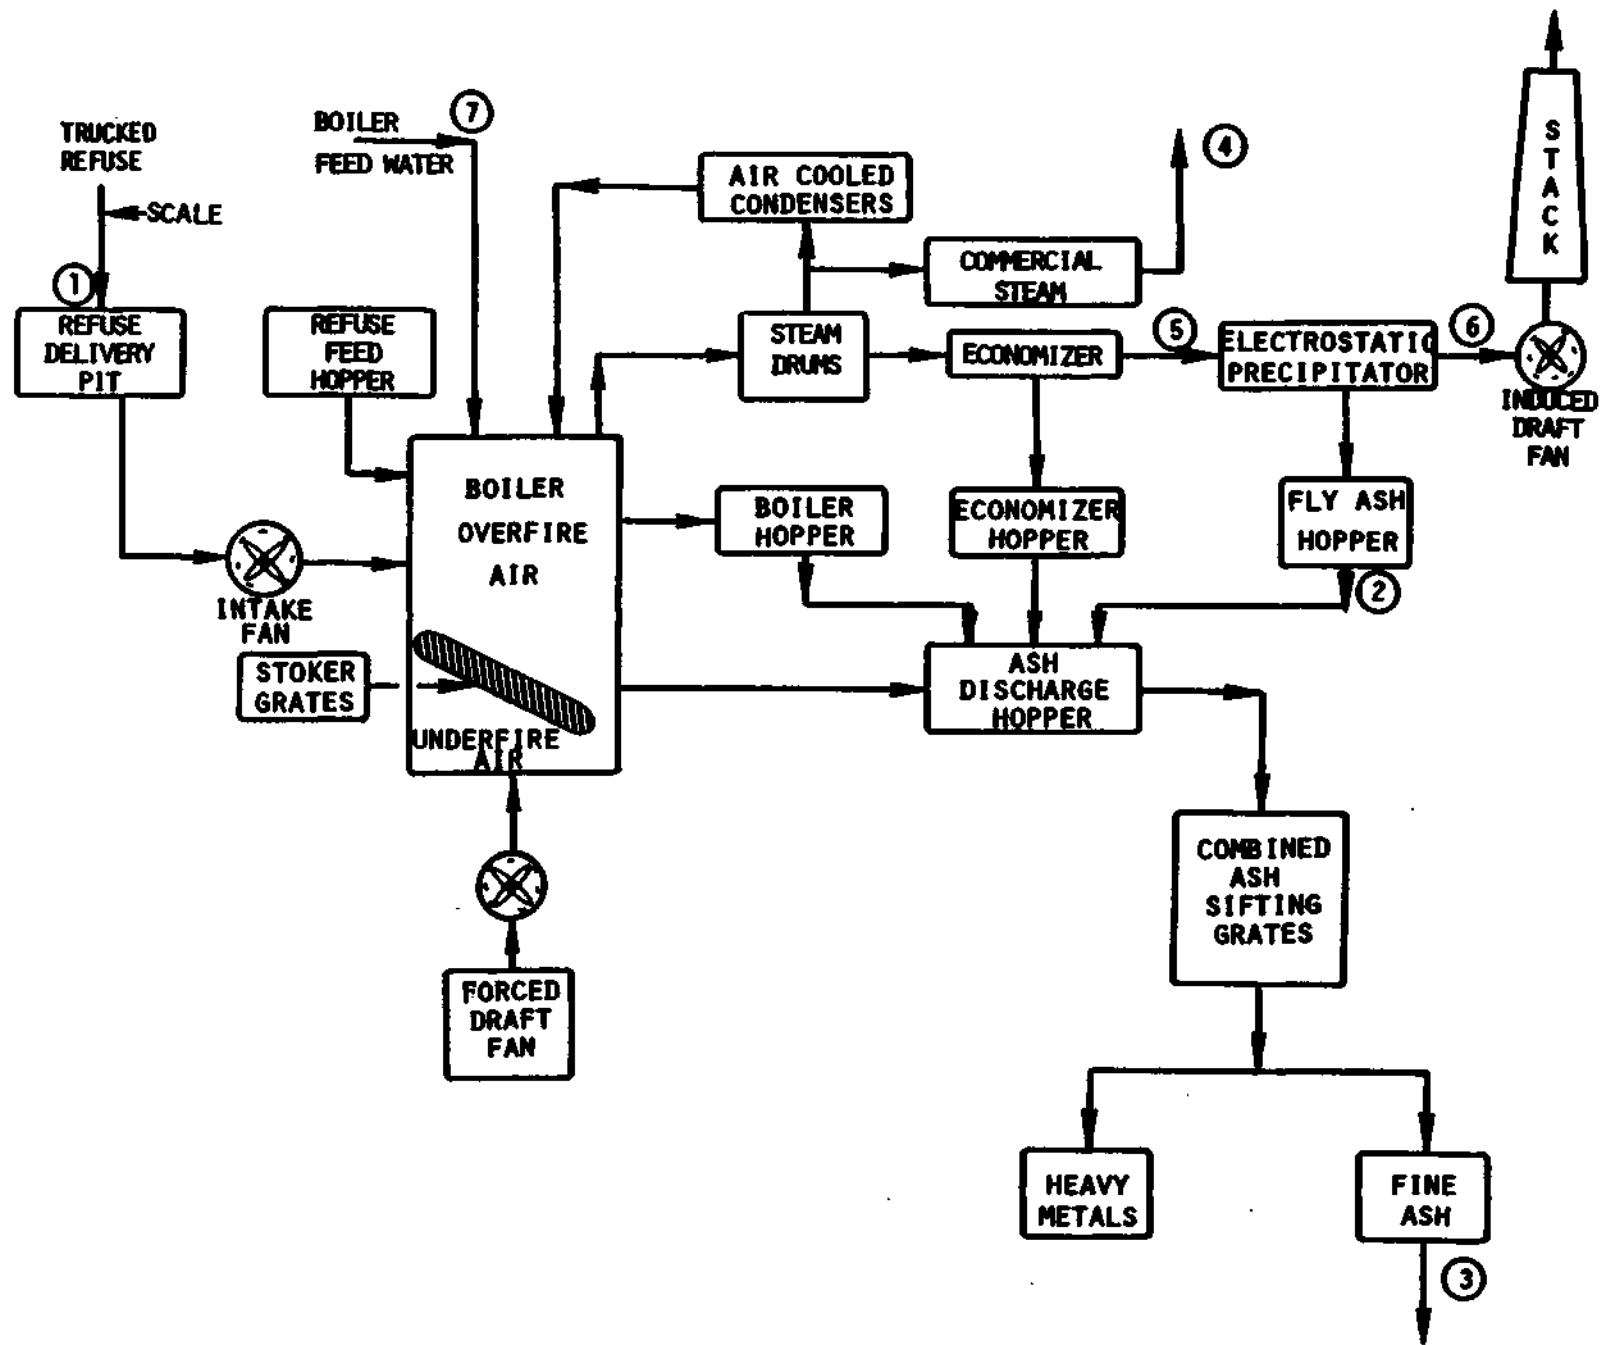 TRUCKED
REFUSE
SCALE
1
REFUSE
DELIVERY
PIT
BOILER
FEED WATER
7
REFUSE
FEED
HOPPER
AIR COOLED
CONDENSERS
4
COMMERCIAL
STEAM
STEAM
DRUMS
ECONOMIZER
5
ELECTROSTATIC
PRECIPITATOR
6
STACK
INDUCED
DRAFT
FAN
BOILER
OVERFIRE
AIR
BOILER
HOPPER
ECONOMIZER
HOPPER
FLY ASH
HOPPER
2
INTAKE
FAN
STOKER
GRATES
UNDERFIRE
AIR
ASH
DISCHARGE
HOPPER
COMBINED
ASH
SIFTING
GRATES
FORCED
DRAFT
FAN
HEAVY
METALS
FINE
ASH
3